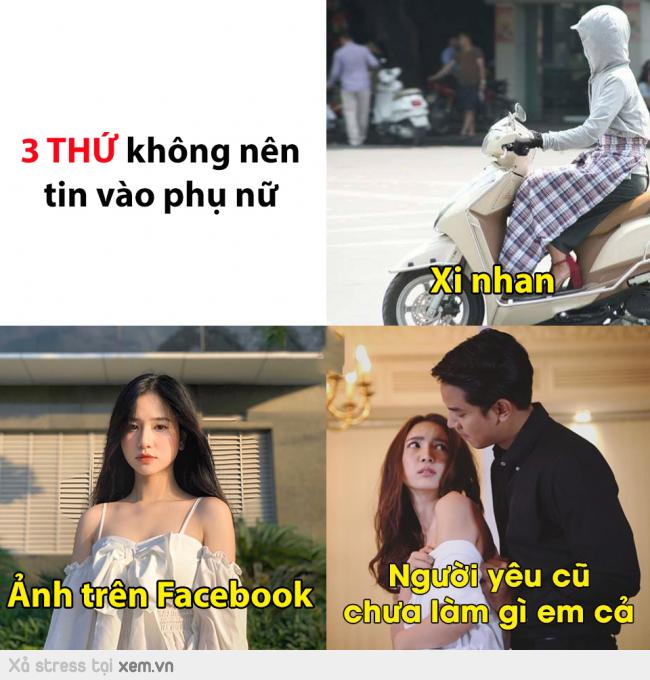 3 THỨ không nên
tin vào phụ nữ
Xi nhan
Ảnh trên Facebook
Người yêu cũ
chưa làm gì em cả
Xả stress tại xem.vn